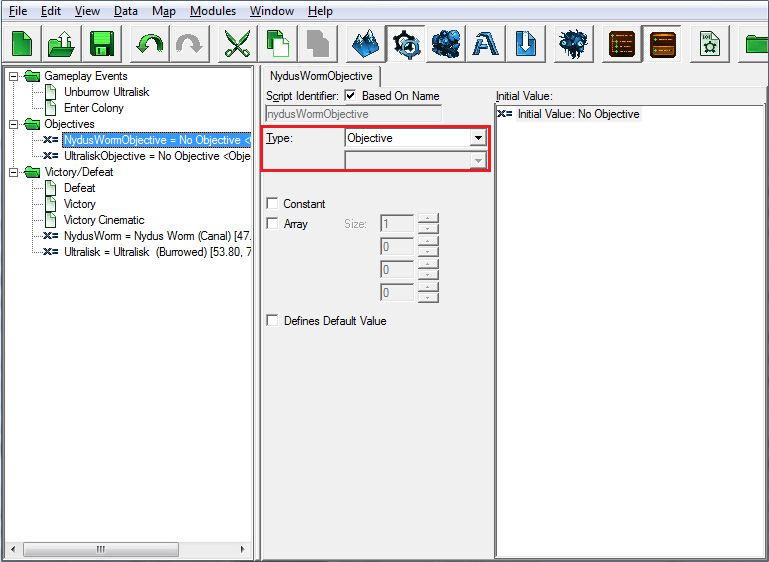 File Edit View Data Map Modules Window Help
Gameplay Events
Unburrow Ultralisk
Enter Colony
Objectives
NydusWormObjective = No Objective <O
UltraliskObjective = No Objective <Obje
Victory/Defeat
Defeat
Victory
Victory Cinematic
NydusWorm = Nydus Worm (Canal) [47.
Ultralisk = Ultralisk (Burrowed) [53.80, 7
NydusWormObjective
Script Identifier: Based On Name
nydusWormObjective
Type: Objective
Constant
Array Size: 1
0
0
0
Defines Default Value
Initial Value:
Initial Value: No Objective